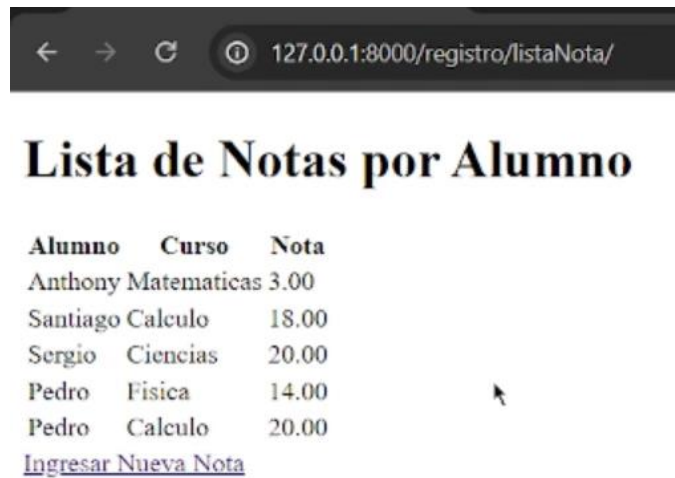 127.0.0.1:8000/registro/listaNota/
Lista de Notas por Alumno
Alumno Curso Nota
Anthony Matematicas 3.00
Santiago Calculo 18.00
Sergio Ciencias 20.00
Pedro Fisica 14.00
Pedro Calculo 20.00
Ingresar Nueva Nota